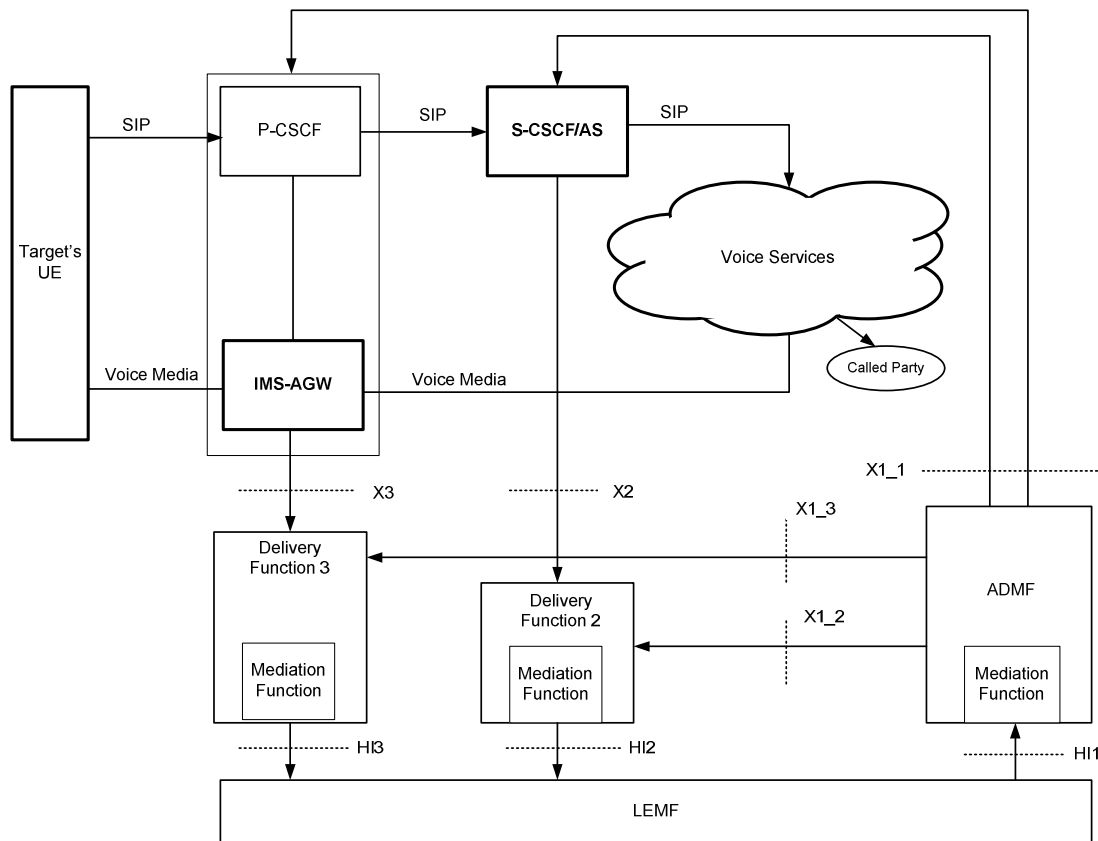 P-CSCF
S-CSCF/AS
SIP
SIP
SIP
Target's
UE
Voice Services
IMS-AGW
Voice Media
Voice Media
Called Party
X3
X2
X1_1
X1_3
Delivery
Function 3
Delivery
Function 2
X1_2
ADMF
Mediation
Function
Mediation
Function
Mediation
Function
HI3
HI2
HI1
LEMF